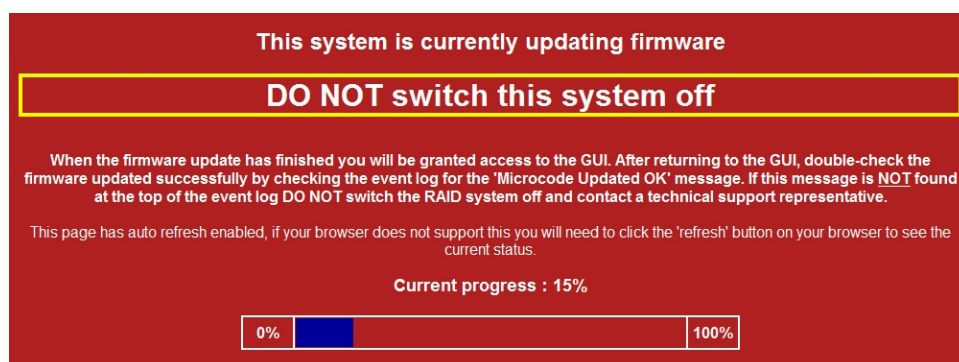 This system is currently updating firmware
DO NOT switch this system off
When the firmware update has finished you will be granted access to the GUI. After returning to the GUI, double-check the
firmware updated successfully by checking the event log for the 'Microcode Updated OK' message. If this message is NOT found
at the top of the event log DO NOT switch the RAID system off and contact a technical support representative.
This page has auto refresh enabled, if your browser does not support this you will need to click the 'refresh' button on your browser to see the
current status.
Current progress : 15%
0% 100%